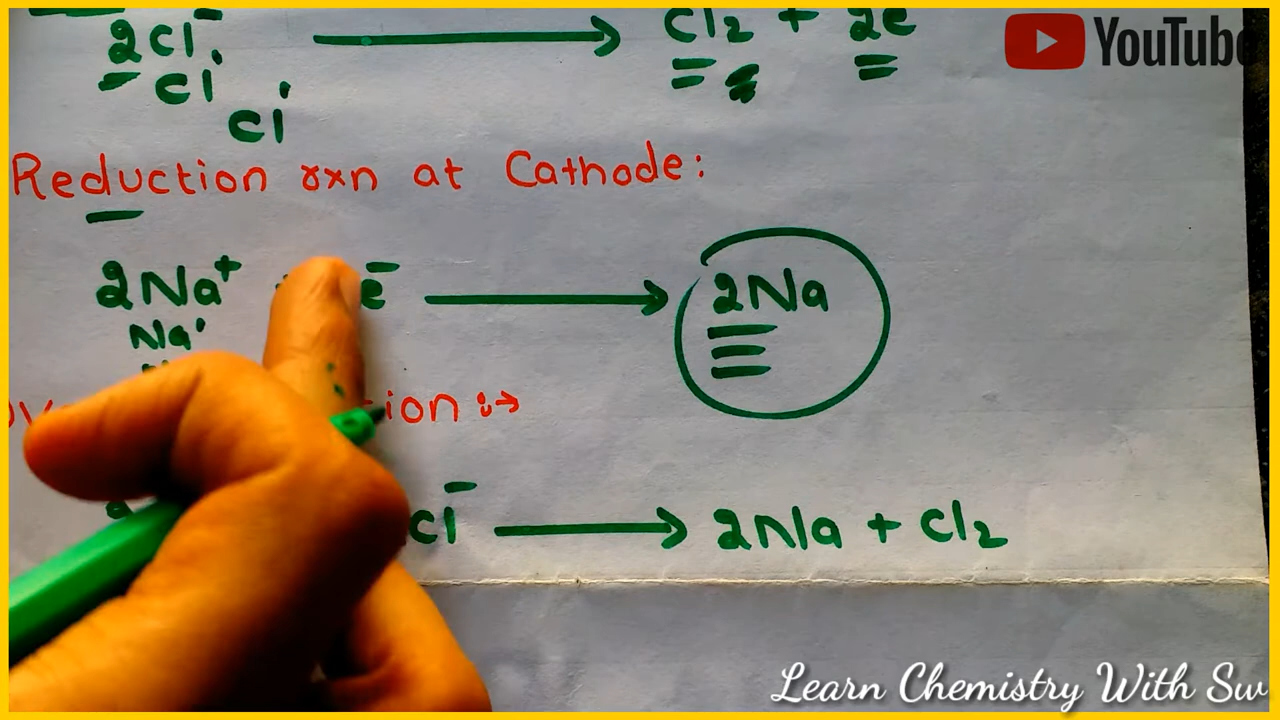 2Cl⁻ ⟶ Cl₂ + 2e
YouTube
Cl
Cl
Reduction rxn at Cathode:
2Na⁺ e⁻ ⟶ 2Na
Na
:→
Cl⁻ ⟶ 2Na + Cl₂
Learn Chemistry With Sw